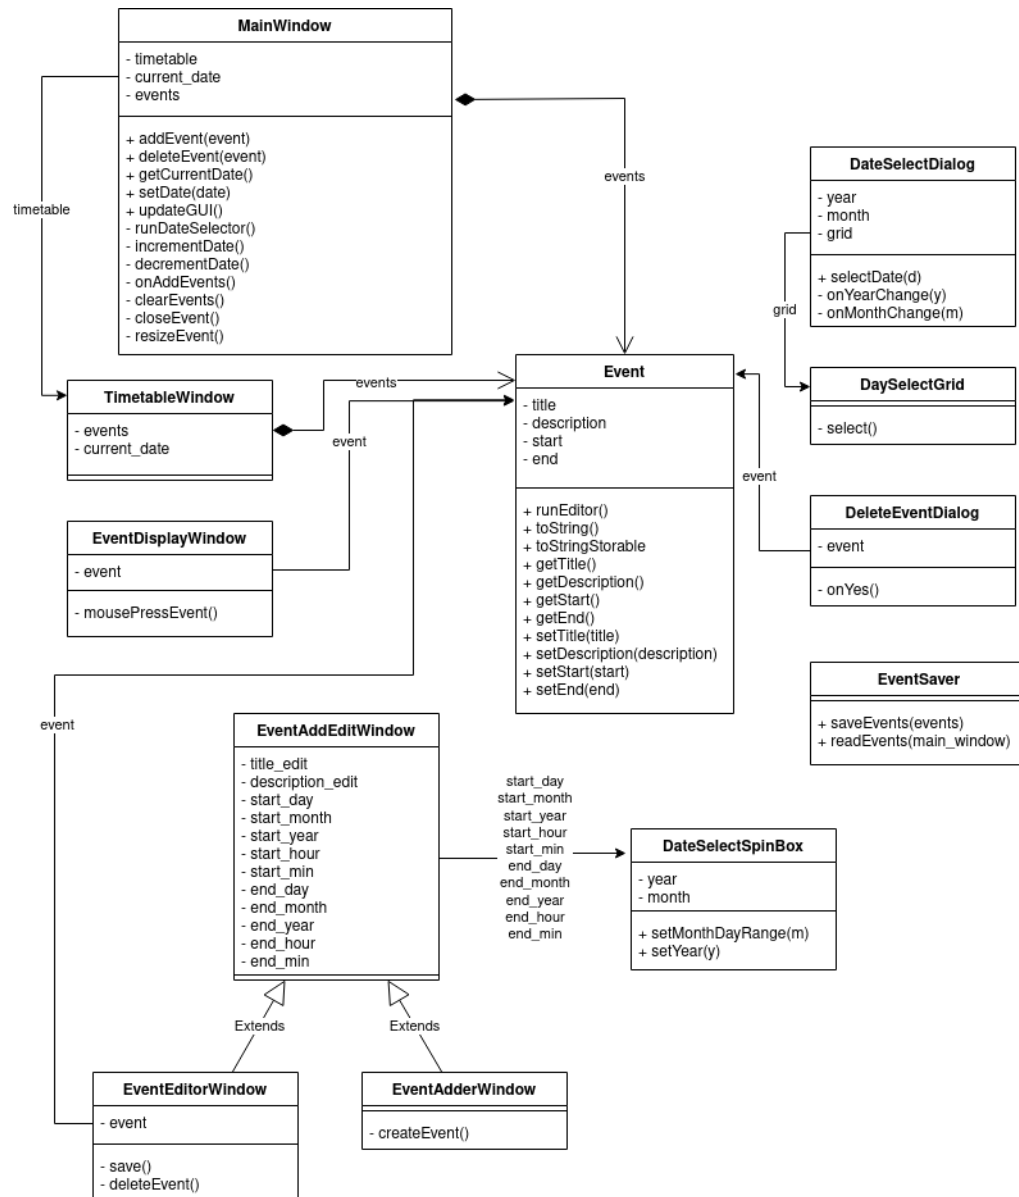 MainWindow
- timetable
- current_date
- events
+ addEvent(event)
+ deleteEvent(event)
+ getCurrentDate()
+ setDate(date)
+ updateGUI()
- runDateSelector()
- incrementDate()
- decrementDate()
- onAddEvents()
- clearEvents()
- closeEvent()
- resizeEvent()
timetable
events
DateSelectDialog
- year
- month
- grid
+ selectDate(d)
- onYearChange(y)
- onMonthChange(m)
grid
DaySelectGrid
- select()
TimetableWindow
- events
- current_date
events
event
Event
- title
- description
- start
- end
+ runEditor()
+ toString()
+ toStringStorable
+ getTitle()
+ getDescription()
+ getStart()
+ getEnd()
+ setTitle(title)
+ setDescription(description)
+ setStart(start)
+ setEnd(end)
event
DeleteEventDialog
- event
- onYes()
EventDisplayWindow
- event
- mousePressEvent()
EventSaver
+ saveEvents(events)
+ readEvents(main_window)
event
EventAddEditWindow
- title_edit
- description_edit
- start_day
- start_month
- start_year
- start_hour
- start_min
- end_day
- end_month
- end_year
- end_hour
- end_min
start_day
start_month
start_year
start_hour
start_min
end_day
end_month
end_year
end_hour
end_min
DateSelectSpinBox
- year
- month
+ setMonthDayRange(m)
+ setYear(y)
Extends
Extends
EventEditorWindow
- event
- save()
- deleteEvent()
EventAdderWindow
- createEvent()